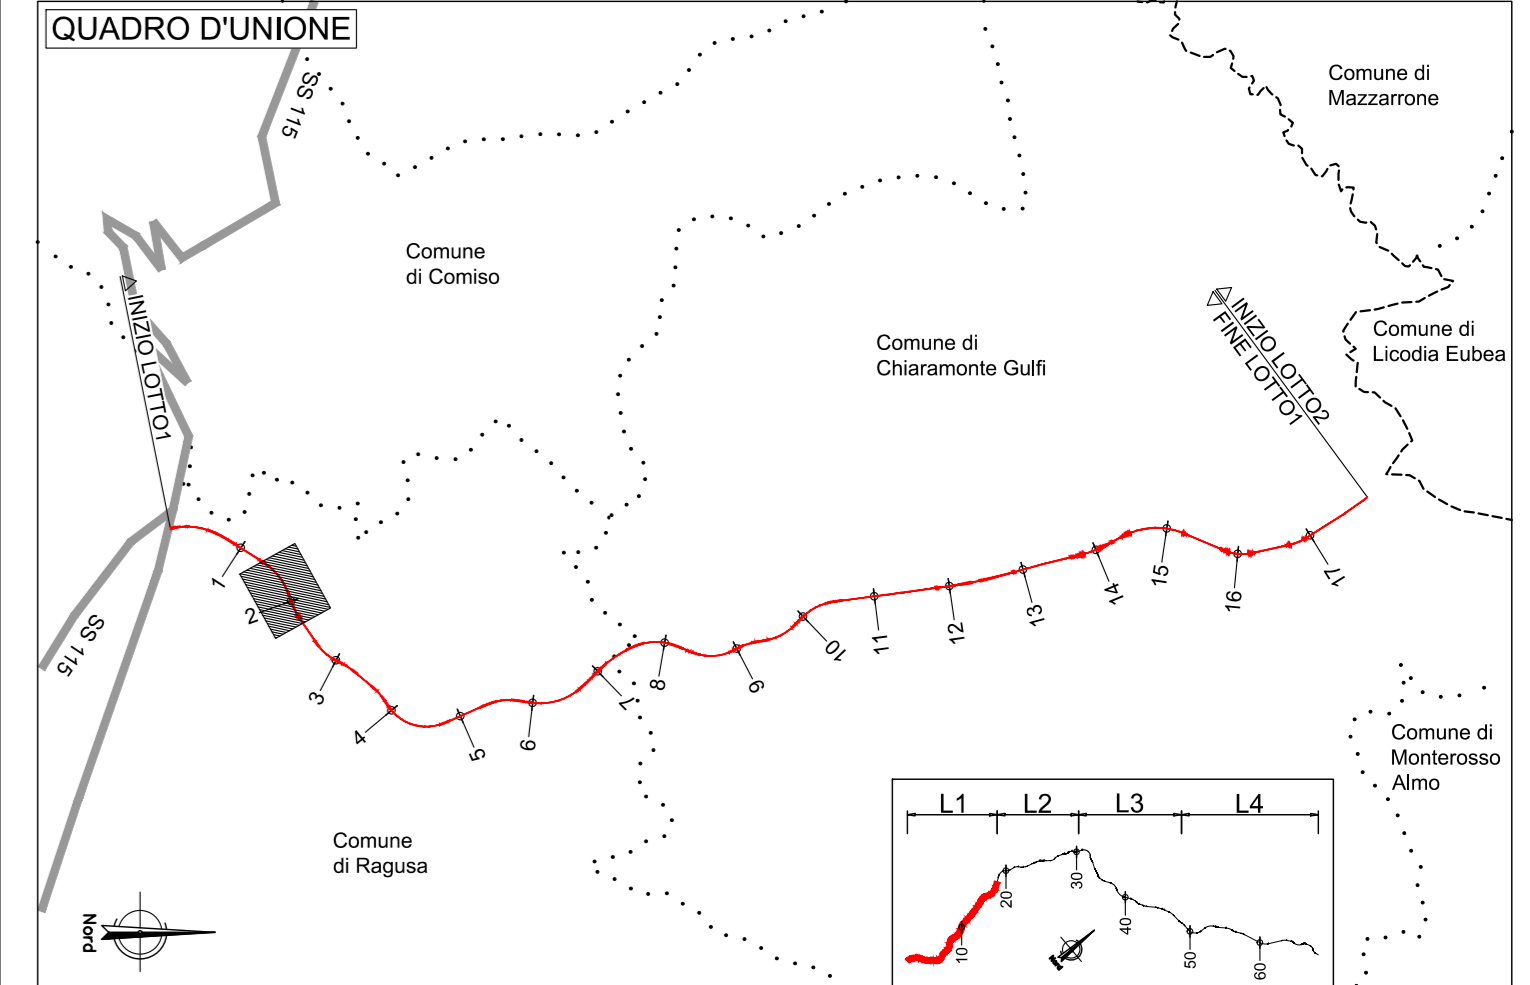 QUADRO D'UNIONE
SS 115
Comune di
Mazzarrone
Comune
di Comiso
INIZIO LOTTO1
Comune di
Chiaramonte Gulfi
INIZIO LOTTO2
FINE LOTTO1
Comune di
Licodia Eubea
1
2
3
4
5
6
7
8
9
10
11
12
13
14
15
16
17
SS 115
Comune
di Ragusa
Comune di
Monterosso
Almo
Nord
L1 L2 L3 L4
10
20
30
40
50
60
Nord